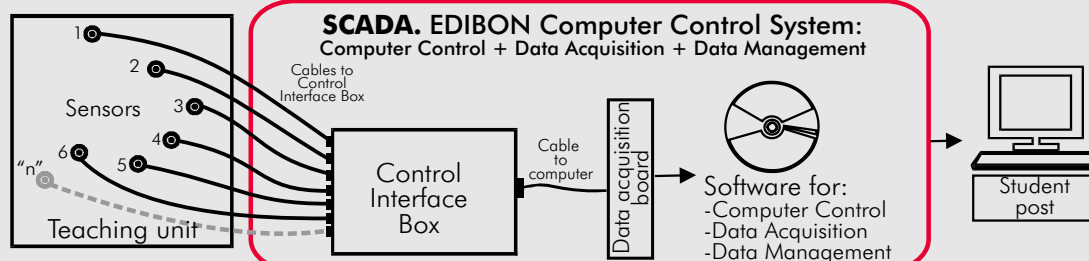 SCADA. EDIBON Computer Control System:
Computer Control + Data Acquisition + Data Management
1
2
3
4
5
6
"n"
Sensors
Teaching unit
Cables to
Control
Interface Box
Control
Interface
Box
Cable
to
computer
Data acquisition
board
Software for:
-Computer Control
-Data Acquisition
-Data Management
Student
post